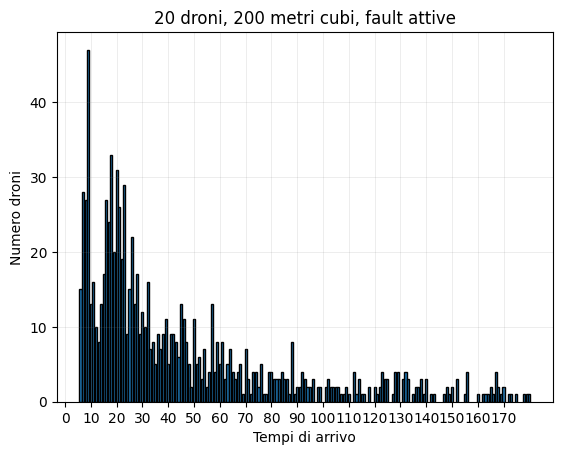 20 droni, 200 metri cubi, fault attive
Numero droni
40
30
20
10
0
0 10 20 30 40 50 60 70 80 90 100 110 120 130 140 150 160 170
Tempi di arrivo